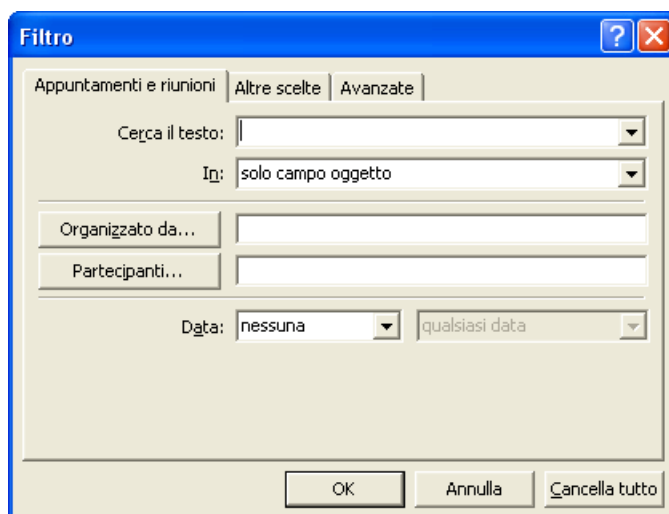 Filtro
Appuntamenti e riunioni Altre scelte Avanzate
Cerca il testo:
In: solo campo oggetto
Organizzato da...
Partecipanti...
Data: nessuna qualsiasi data
OK Annulla Cancella tutto